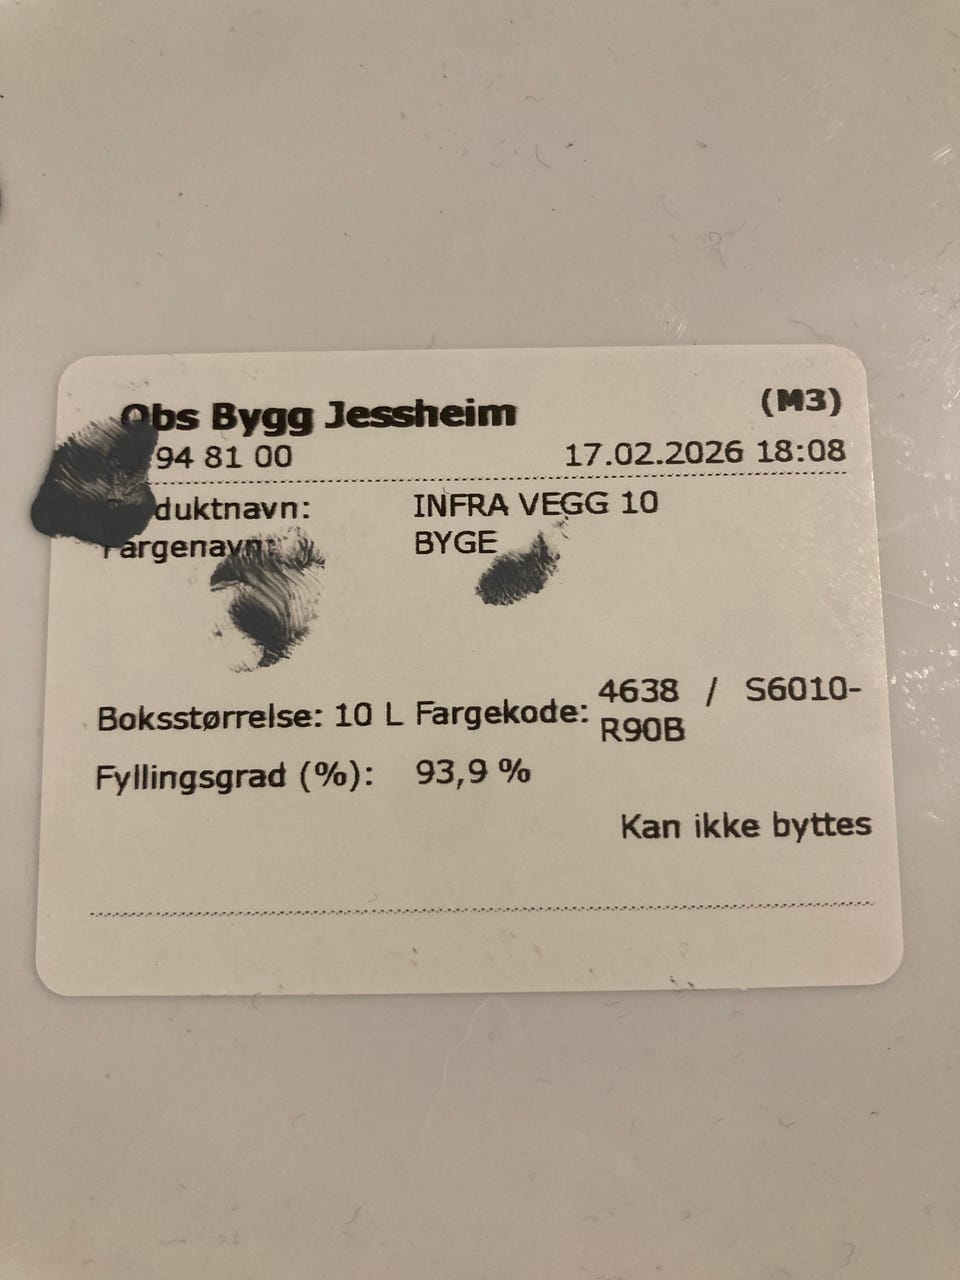 Obs Bygg Jessheim (M3)
94 81 00 17.02.2026 18:08
duktnavn: INFRA VEGG 10
Fargenavn: BYGE
Boksstørrelse: 10 L Fargekode: 4638 / S6010-
R90B
Fyllingsgrad (%): 93,9 %
Kan ikke byttes